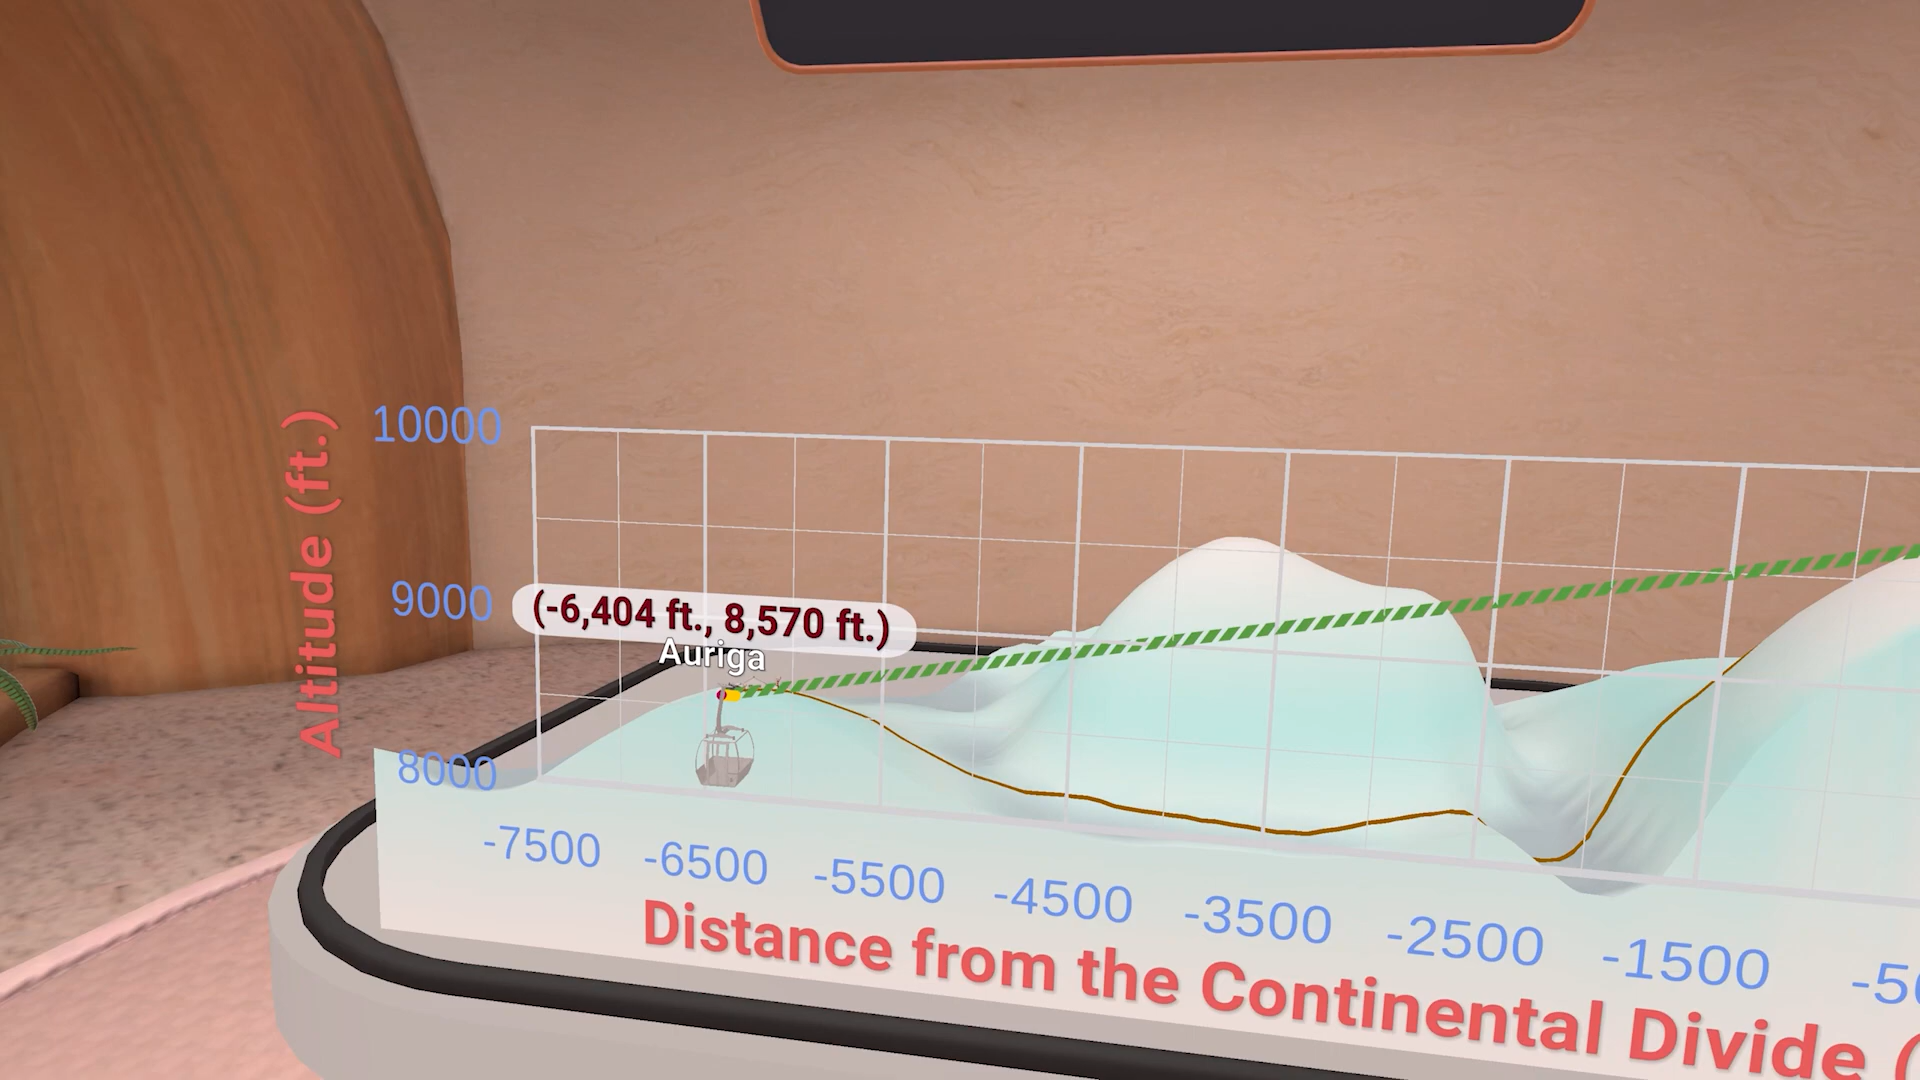 Altitude (ft.)
10000
9000
8000
(-6,404 ft., 8,570 ft.)
Auriga
-7500
-6500
-5500
-4500
-3500
-2500
-1500
Distance from the Continental Divide (